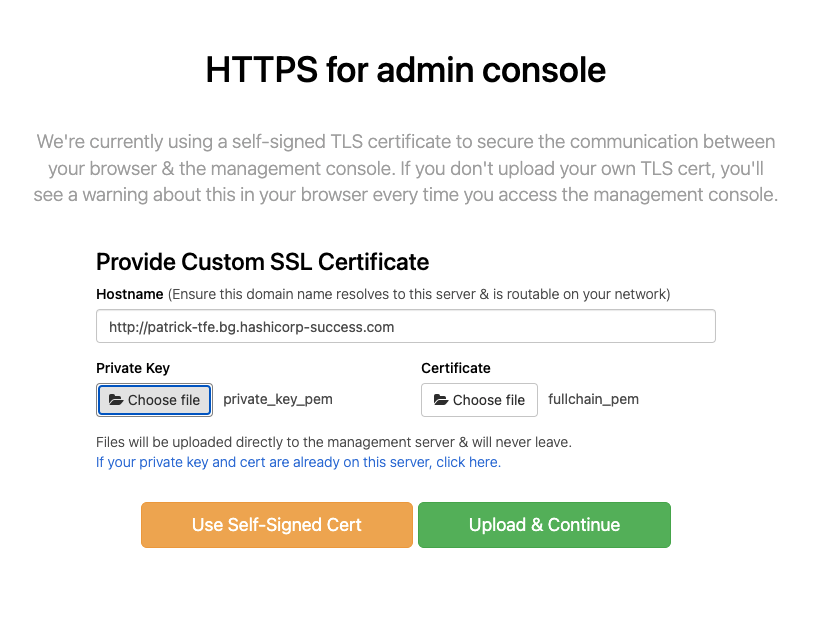 HTTPS for admin console
We're currently using a self-signed TLS certificate to secure the communication between
your browser & the management console. If you don't upload your own TLS cert, you'll
see a warning about this in your browser every time you access the management console.
Provide Custom SSL Certificate
Hostname (Ensure this domain name resolves to this server & is routable on your network)
http://patrick-tfe.bg.hashicorp-success.com
Private Key Certificate
Choose file private_key_pem Choose file fullchain_pem
Files will be uploaded directly to the management server & will never leave.
If your private key and cert are already on this server, click here.
Use Self-Signed Cert Upload & Continue